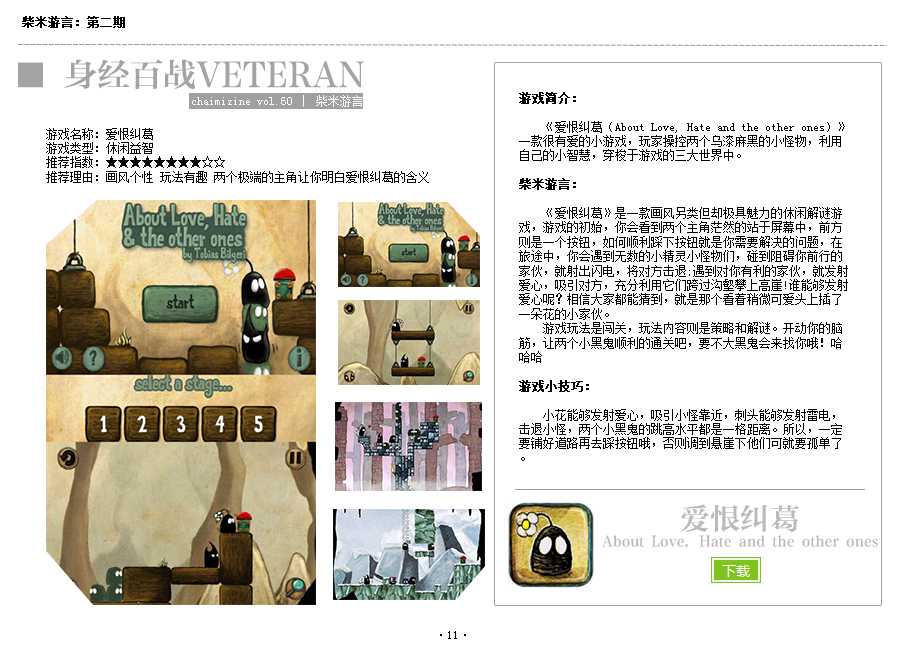 柴米游言：第二期
身经百战VETERAN
chaimizine vol.60 | 柴米游言
游戏名称：爱恨纠葛
游戏类型：休闲益智
推荐指数：★★★★★★★★☆☆
推荐理由：画风个性 玩法有趣 两个极端的主角让你明白爱恨纠葛的含义
About Love, Hate
& the other ones
by Tobias Bilgeri
start
?
i
select a stage...
1 2 3 4 5
About Love, Hate
& the other ones
by Tobias Bilgeri
start
游戏简介：
《爱恨纠葛（About Love, Hate and the other ones）》
一款很有爱的小游戏，玩家操控两个乌漆麻黑的小怪物，利用
自己的小智慧，穿梭于游戏的三大世界中。
柴米游言：
《爱恨纠葛》是一款画风另类但却极具魅力的休闲解谜游
戏，游戏的初始，你会看到两个主角茫然的站于屏幕中，前方
则是一个按钮，如何顺利踩下按钮就是你需要解决的问题，在
旅途中，你会遇到无数的小精灵小怪物们，碰到阻碍你前行的
家伙，就射出闪电，将对方击退;遇到对你有利的家伙，就发射
爱心，吸引对方，充分利用它们跨过沟壑攀上高崖!谁能够发射
爱心呢？相信大家都能猜到，就是那个看着稍微可爱头上插了
一朵花的小家伙。
游戏玩法是闯关，玩法内容则是策略和解谜。开动你的脑
筋，让两个小黑鬼顺利的通关吧，要不大黑鬼会来找你哦！哈
哈哈
游戏小技巧：
小花能够发射爱心，吸引小怪靠近，刺头能够发射雷电，
击退小怪，两个小黑鬼的跳高水平都是一格距离。所以，一定
要铺好道路再去踩按钮哦，否则调到悬崖下他们可就要孤单了
。
爱恨纠葛
About Love, Hate and the other ones
下载
· 11 ·